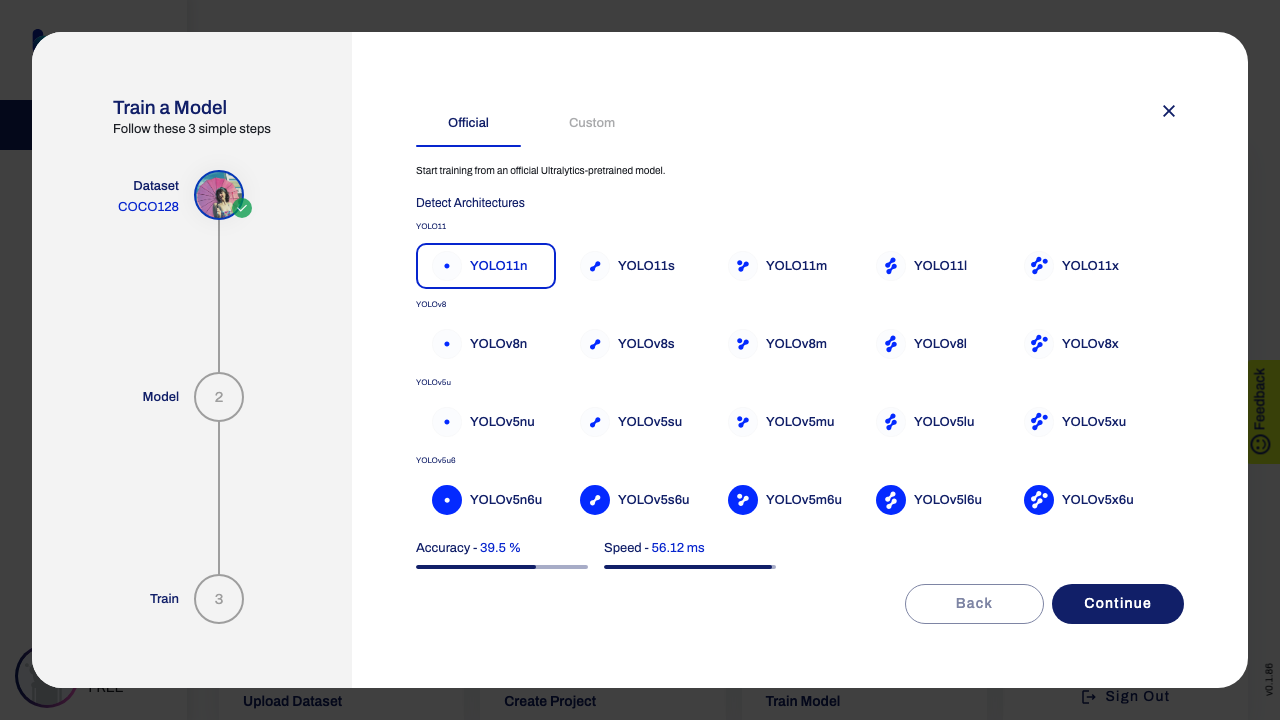 Train a Model
Follow these 3 simple steps
Dataset
COCO128
Model
2
Train
3
Official
Custom
Start training from an official Ultralytics-pretrained model.
Detect Architectures
YOLO11
YOLO11n
YOLO11s
YOLO11m
YOLO11l
YOLO11x
YOLOv8
YOLOv8n
YOLOv8s
YOLOv8m
YOLOv8l
YOLOv8x
YOLOv5u
YOLOv5nu
YOLOv5su
YOLOv5mu
YOLOv5lu
YOLOv5xu
YOLOv5u6
YOLOv5n6u
YOLOv5s6u
YOLOv5m6u
YOLOv5l6u
YOLOv5x6u
Accuracy - 39.5 %
Speed - 56.12 ms
Back
Continue
Feedback
FREE
Upload Dataset
Create Project
Train Model
Sign Out
v0.1.86